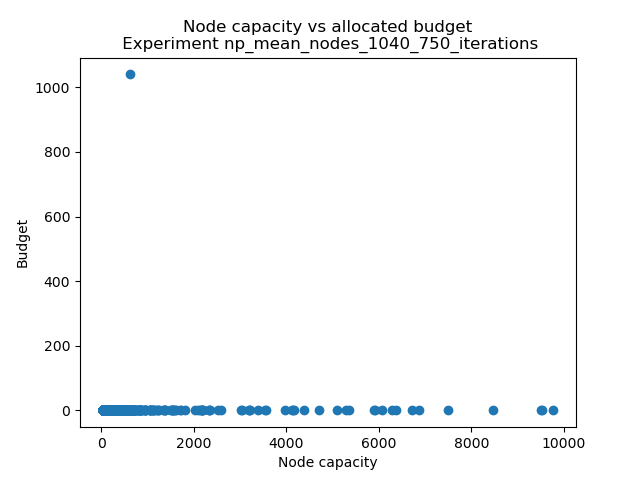 Node capacity vs allocated budget
Experiment np_mean_nodes_1040_750_iterations
1000
800
600
400
200
0
Budget
0 2000 4000 6000 8000 10000
Node capacity